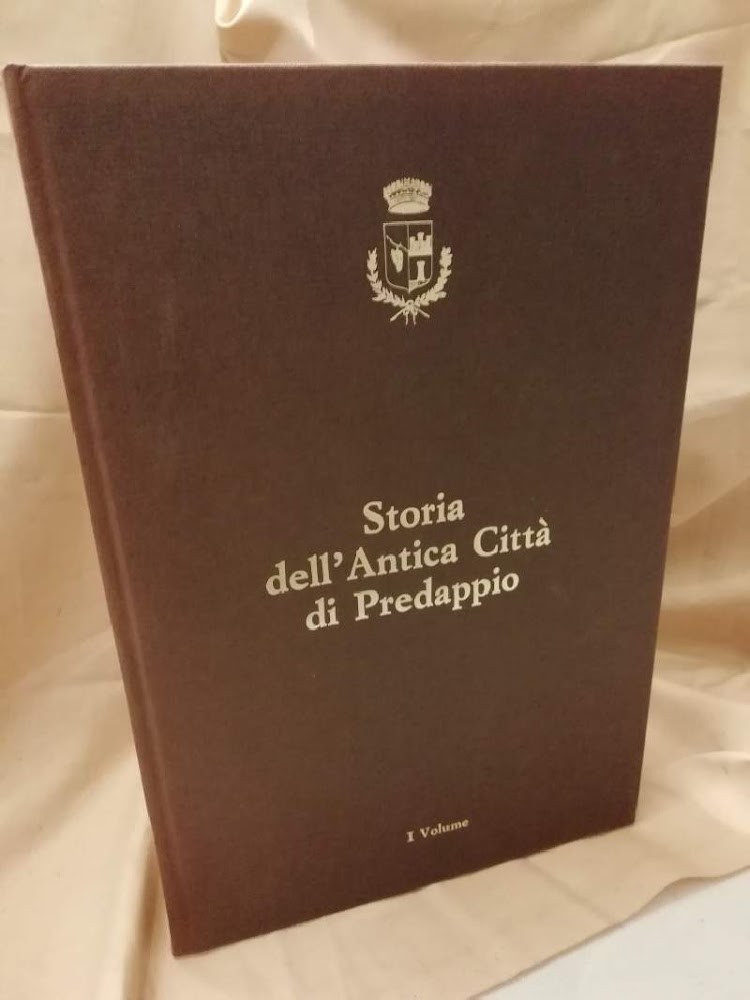 Storia
dell'Antica Città
di Predappio
I Volume